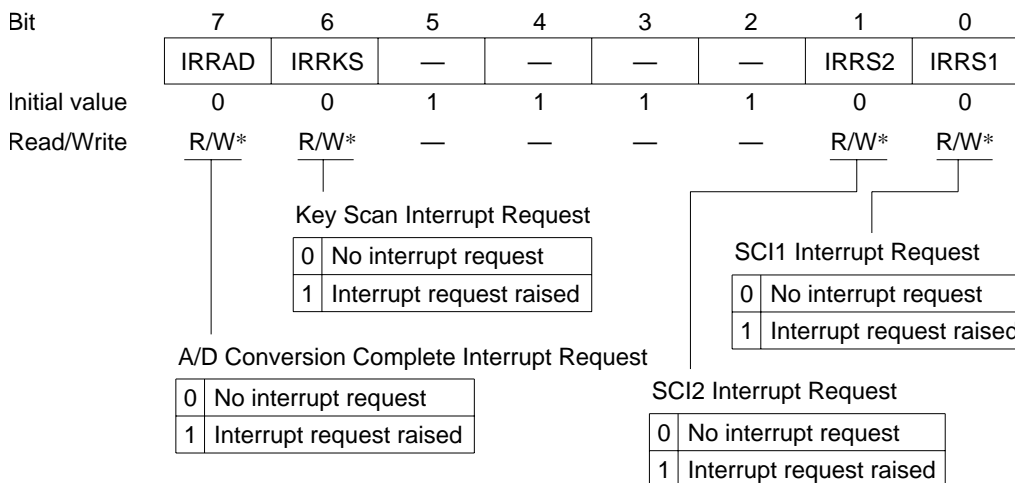 Bit 7 6 5 4 3 2 1 0
IRRAD IRRKS — — — — IRRS2 IRRS1
Initial value 0 0 1 1 1 1 0 0
Read/Write R/W* R/W* — — — — R/W* R/W*
Key Scan Interrupt Request
0 No interrupt request
1 Interrupt request raised
SCI1 Interrupt Request
0 No interrupt request
1 Interrupt request raised
A/D Conversion Complete Interrupt Request
0 No interrupt request
1 Interrupt request raised
SCI2 Interrupt Request
0 No interrupt request
1 Interrupt request raised